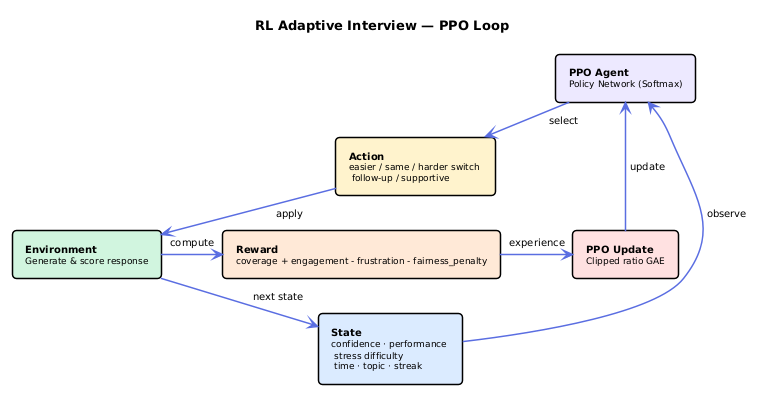 RL Adaptive Interview — PPO Loop
PPO Agent
Policy Network (Softmax)
select
Action
easier / same / harder switch
follow-up / supportive
update
apply
observe
Environment
Generate & score response
compute
Reward
coverage + engagement - frustration - fairness_penalty
experience
PPO Update
Clipped ratio GAE
next state
State
confidence · performance
stress difficulty
time · topic · streak